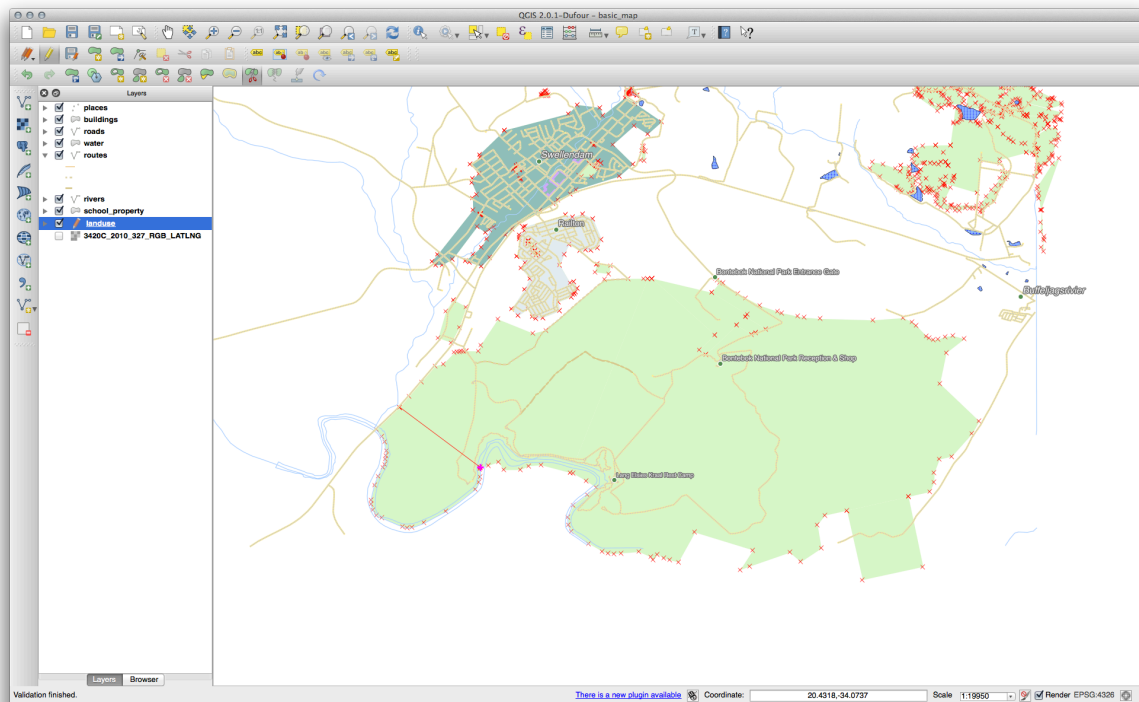 QGIS 2.0.1-Dufour - basic_map
Layers
places
buildings
roads
water
routes
rivers
school_property
landuse
3420C_2010_327_RGB_LATLNG
Swellendam
Railton
Bontebok National Park Entrance Gate
Buffeljagsrivier
Bontebok National Park Reception & Shop
Lang Elsies Kraal Rest Camp
Layers
Browser
Validation finished.
There is a new plugin available
Coordinate:
20.4318,-34.0737
Scale
1:19950
Render
EPSG:4326